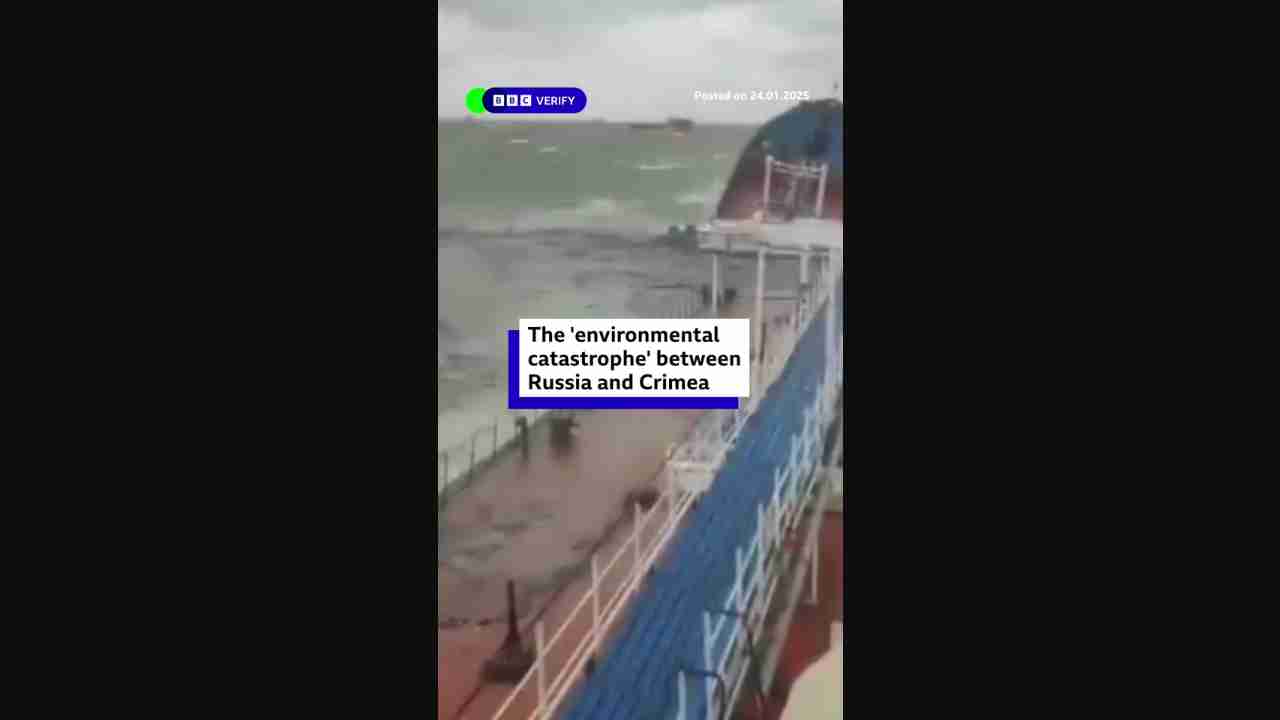 BBC VERIFY
Posted on 24.01.2025
The 'environmental
catastrophe' between
Russia and Crimea